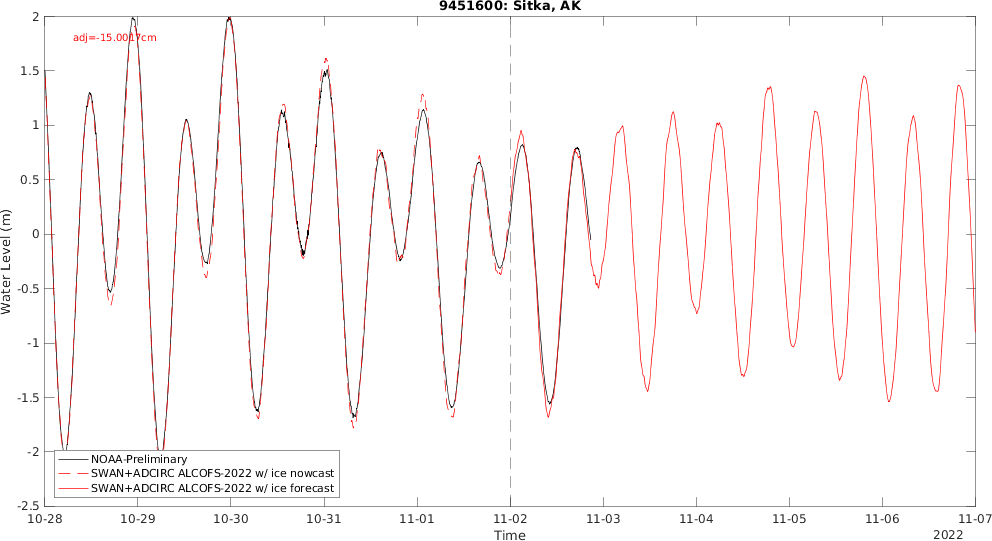 9451600: Sitka, AK
adj=-15.0017cm
Water Level (m)
2
1.5
1
0.5
0
-0.5
-1
-1.5
-2
-2.5
NOAA-Preliminary
SWAN+ADCIRC ALCOFS-2022 w/ ice nowcast
SWAN+ADCIRC ALCOFS-2022 w/ ice forecast
10-28 10-29 10-30 10-31 11-01 11-02 11-03 11-04 11-05 11-06 11-07
Time
2022